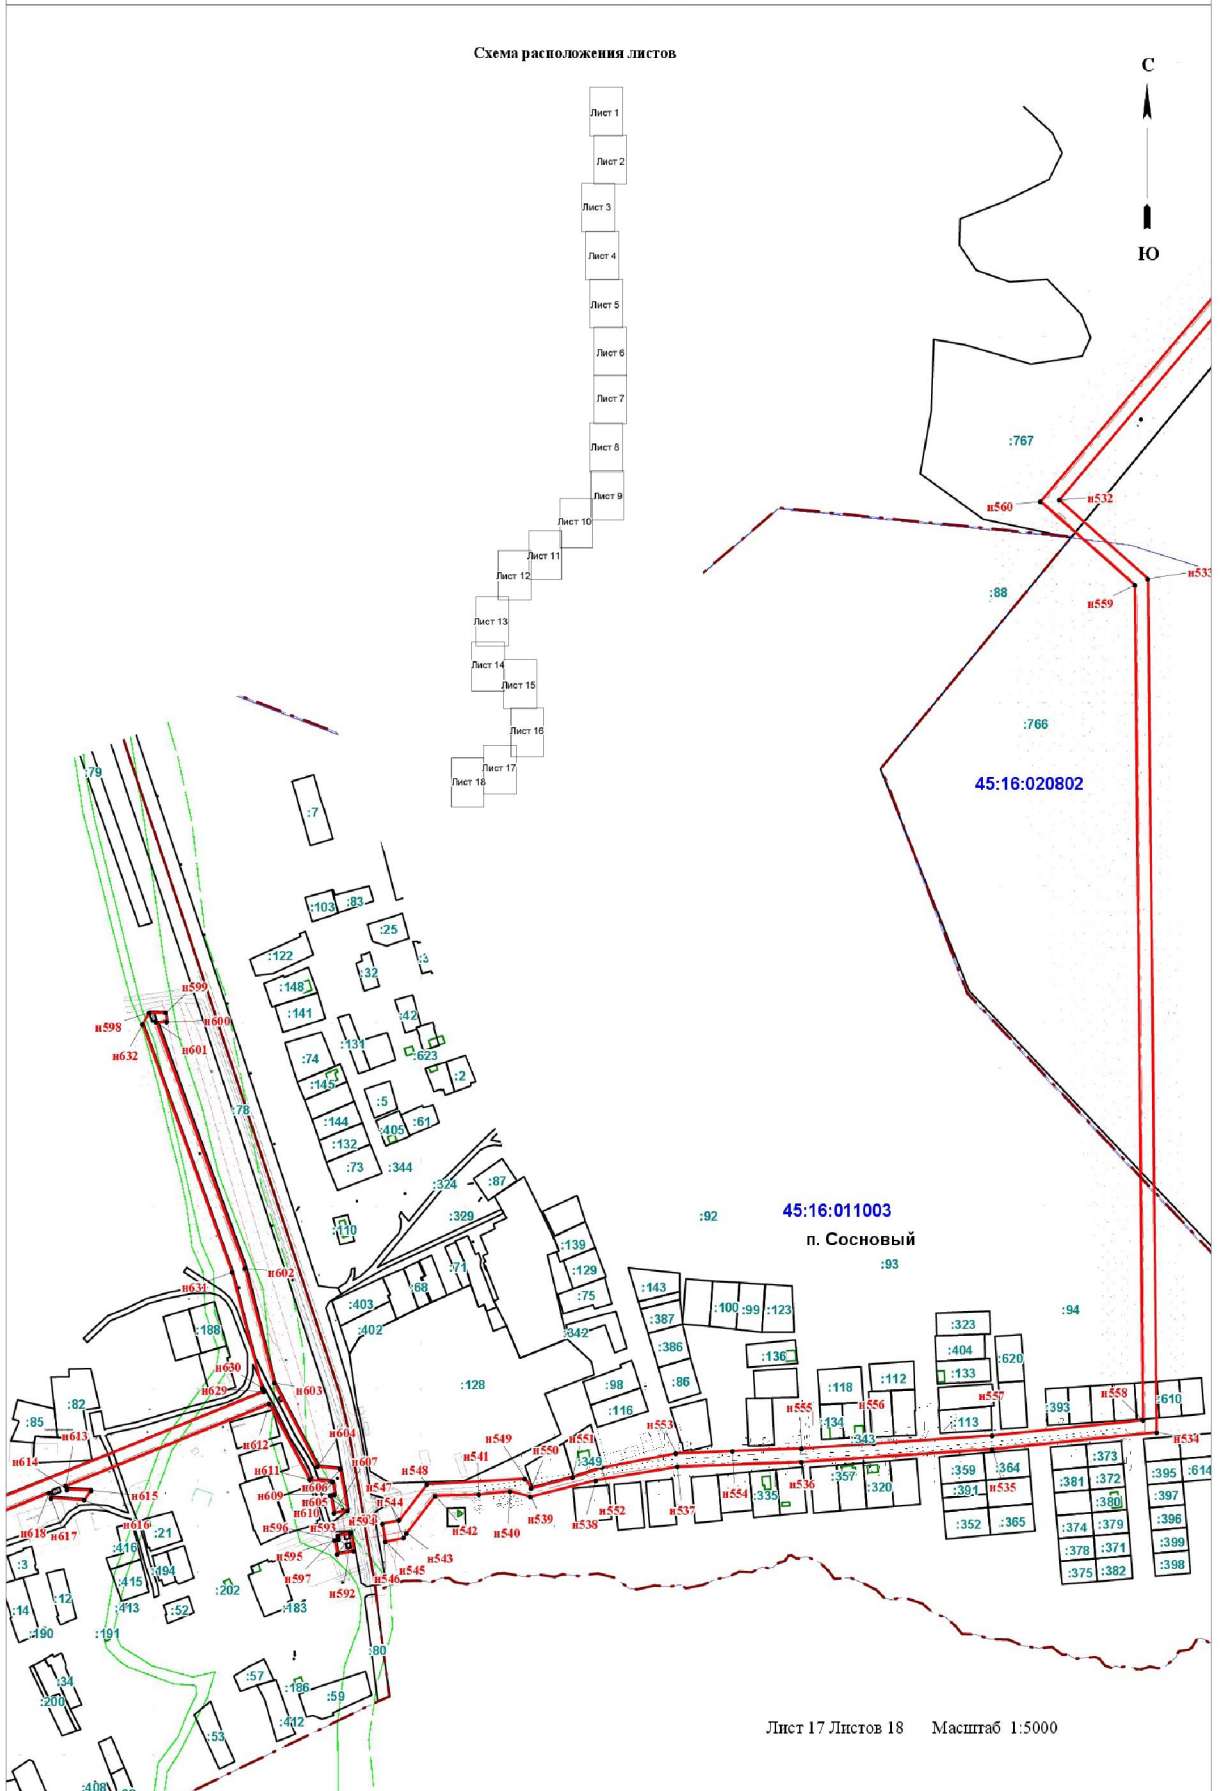 Схема расположения листов
С
Лист 1
Лист 2
Лист 3
Лист 4
Ю
Лист 5
Лист 6
Лист 7
Лист 8
:767
Лист 9
н560
н532
Лист 10
Лист 11
Лист 12
н533
:88
н559
Лист 13
Лист 14
Лист 15
:766
Лист 16
:79
Лист 17
Лист 18
45:16:020802
:7
:103
:83
:25
:122
:3
:32
:148
н599
:141
:42
н598
н600
:131
н632
н601
:74
:623
:145
:2
:5
:78
:144
:61
:405
:132
:73
:344
:324
:87
:329
:92
45:16:011003
:110
п. Сосновый
:139
:93
н602
:71
:129
н631
:68
:143
:75
:403
:100
:99
:123
:94
:387
:323
:188
:402
:342
:386
:404
:136
:620
н630
:133
:86
:112
:128
:98
:118
н629
н603
н557
н558
:610
:82
:116
н556
:393
:85
:134
:113
н555
н613
н553
:343
н534
н604
н612
н551
н549
:373
н614
н607
н541
н550
:349
:359
:364
:395
:614
н611
н548
:357
:381
:372
н606
н554
:320
н535
н615
н609
н547
:335
н536
:391
:397
н605
:380
н544
н552
н537
н610
н539
:396
н616
н593
н538
:352
:365
:374
:379
н618
н617
:21
н596
н542
н540
:399
:416
н595
н543
:378
:371
:3
:494
н545
:398
:415
н597
н546
:375
:382
:202
н592
:12
:413
:52
:183
:14
:190
:191
:80
:57
:34
:186
:59
:200
:412
:53
Лист 17 Листов 18 Масштаб 1:5000
:408